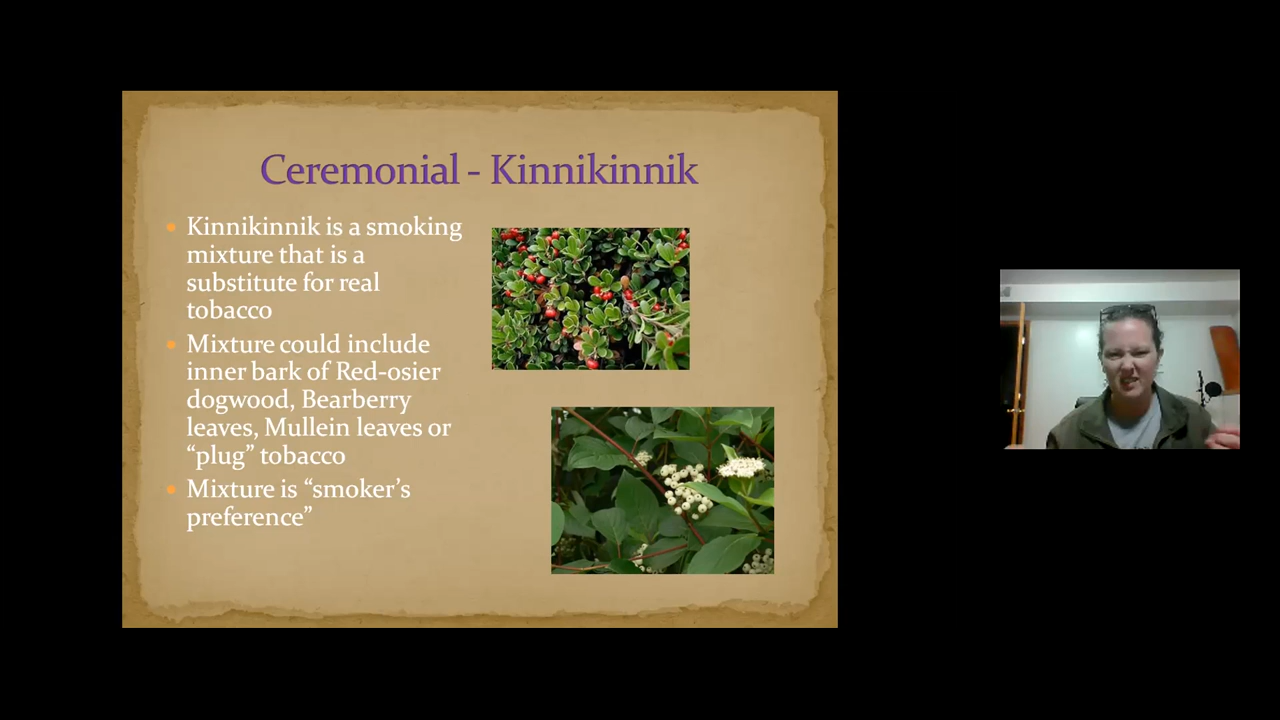 Ceremonial - Kinnikinnik
Kinnikinnik is a smoking
mixture that is a
substitute for real
tobacco
Mixture could include
inner bark of Red-osier
dogwood, Bearberry
leaves, Mullein leaves or
“plug” tobacco
Mixture is “smoker’s
preference”